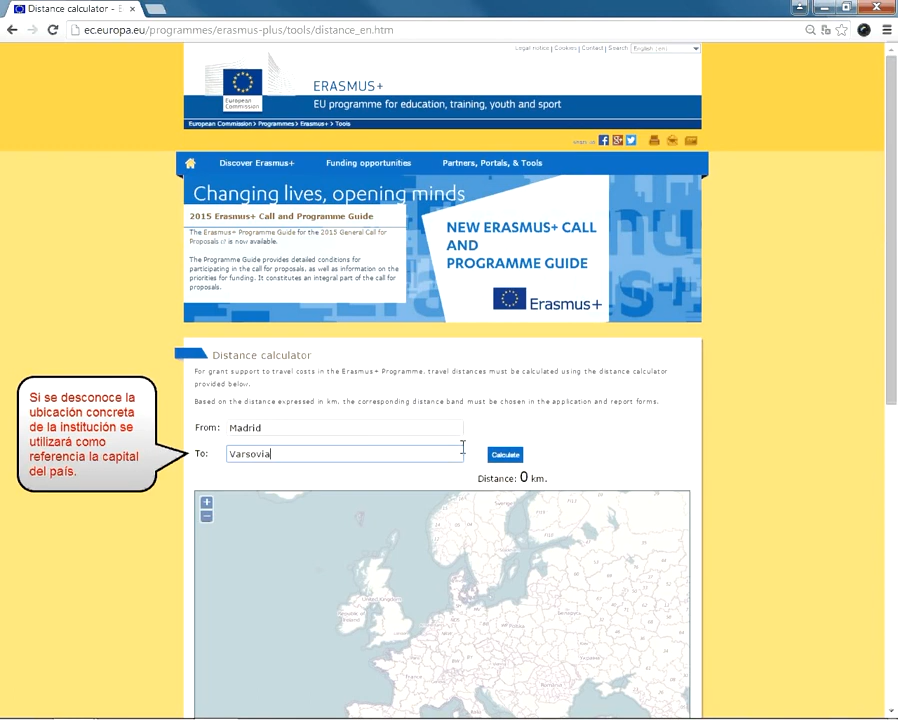 Distance calculator - E
ec.europa.eu/programmes/erasmus-plus/tools/distance_en.htm
Legal notice | Cookies | Contact | Search English (en)
European
Commission
ERASMUS+
EU programme for education, training, youth and sport
European Commission > Programmes > Erasmus+ > Tools
Discover Erasmus+
Funding opportunities
Partners, Portals, & Tools
Changing lives, opening minds
2015 Erasmus+ Call and Programme Guide
The Erasmus+ Programme Guide for the 2015 General Call for
Proposals is now available.
The Programme Guide provides detailed conditions for
participating in the call for proposals, as well as information on the
priorities for funding. It constitutes an integral part of the call for
proposals.
NEW ERASMUS+ CALL
AND
PROGRAMME GUIDE
Erasmus+
Distance calculator
For grant support to travel costs in the Erasmus+ Programme, travel distances must be calculated using the distance calculator
provided below.
Based on the distance expressed in km, the corresponding distance band must be chosen in the application and report forms.
From: Madrid
To: Varsovia
Calculate
Distance: 0 km.
Si se desconoce la
ubicación concreta
de la institución se
utilizará como
referencia la capital
del país.
+
−
Sverige
United Kingdom
Republic of
Ireland
France
România